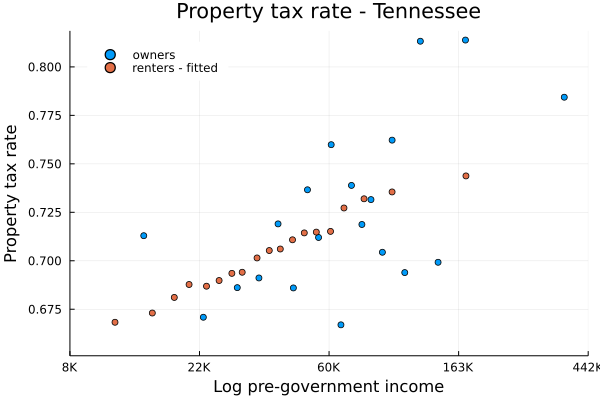 Property tax rate - Tennessee
owners
renters - fitted
Property tax rate
0.800
0.775
0.750
0.725
0.700
0.675
8K 22K 60K 163K 442K
Log pre-government income